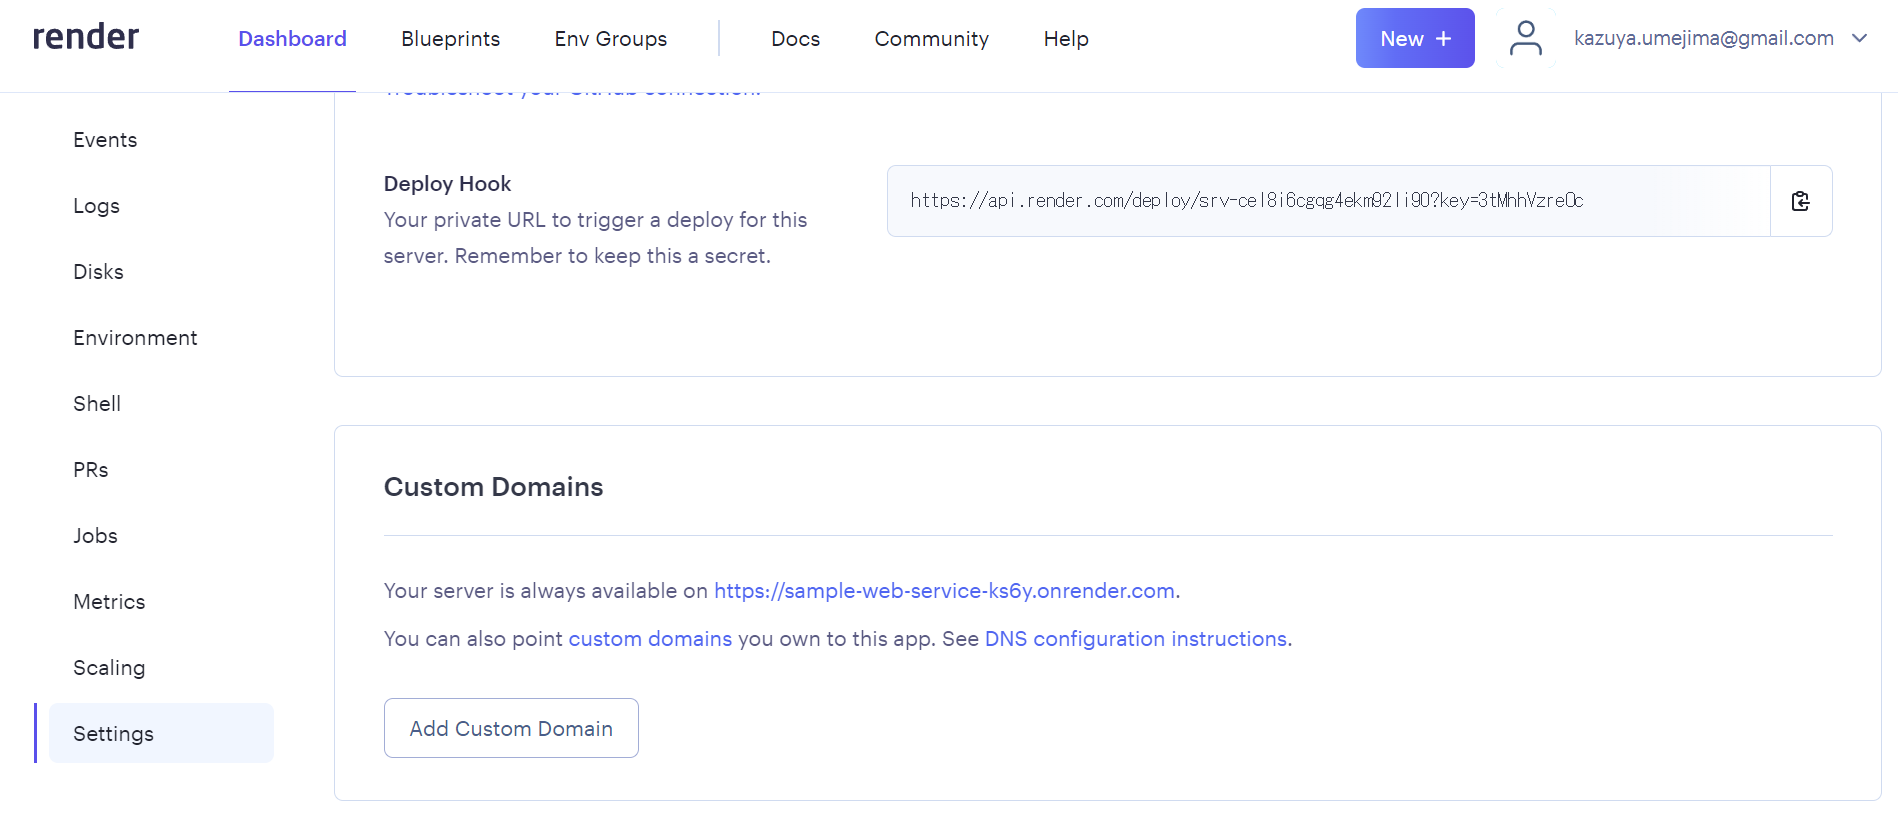 render
Dashboard
Blueprints
Env Groups
Docs
Community
Help
New +
kazuya.umejima@gmail.com
Troubleshoot your GitHub connection.
Events
Logs
Disks
Environment
Shell
PRs
Jobs
Metrics
Scaling
Settings
Deploy Hook
Your private URL to trigger a deploy for this
server. Remember to keep this a secret.
https://api.render.com/deploy/srv-cel8i6cgqg4ekm92li90?key=3tMhhVzre0c
Custom Domains
Your server is always available on https://sample-web-service-ks6y.onrender.com.
You can also point custom domains you own to this app. See DNS configuration instructions.
Add Custom Domain